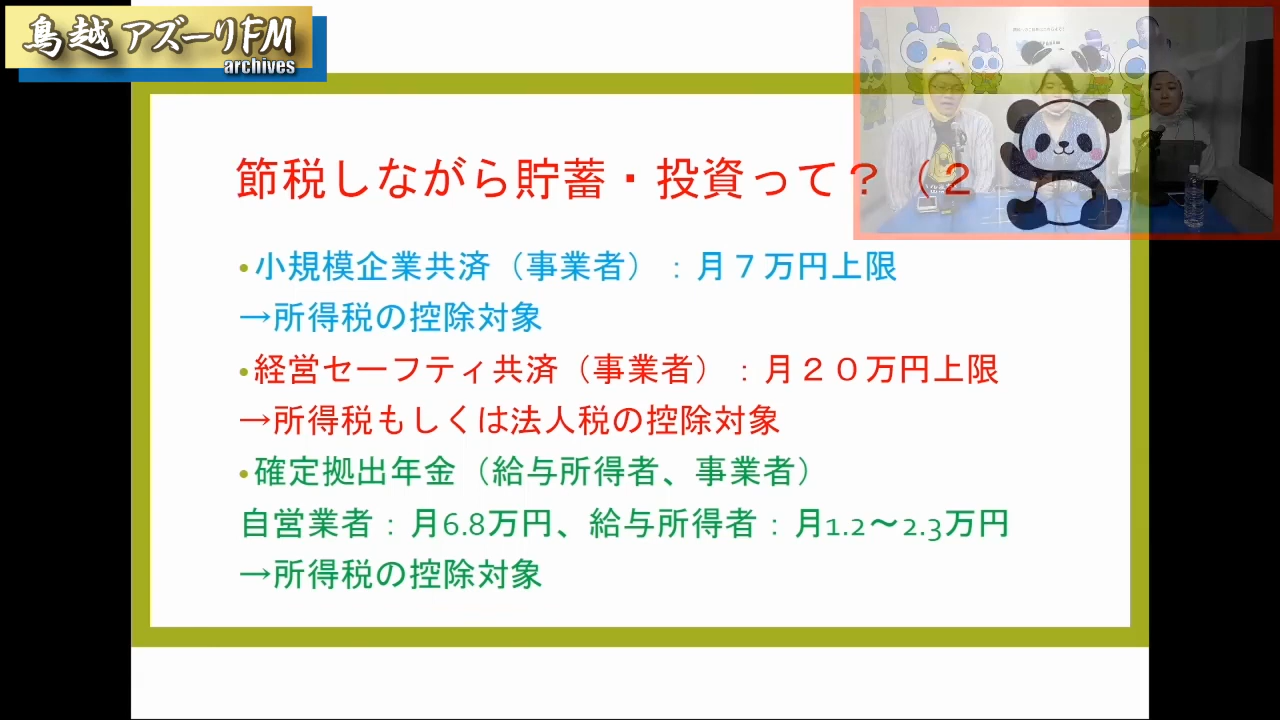 鳥越アズーリFM
archives
節税しながら貯蓄・投資って？（２
•小規模企業共済（事業者）：月７万円上限
→所得税の控除対象
•経営セーフティ共済（事業者）：月２０万円上限
→所得税もしくは法人税の控除対象
•確定拠出年金（給与所得者、事業者）
自営業者：月6.8万円、給与所得者：月1.2～2.3万円
→所得税の控除対象